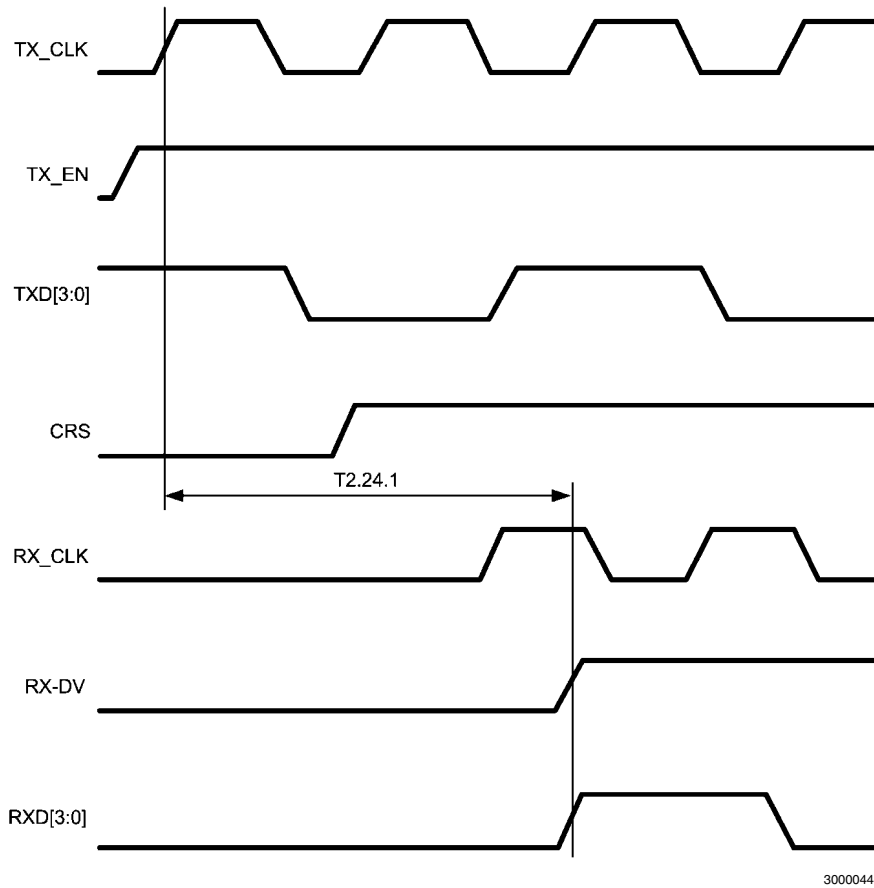 TX_CLK
TX_EN
TXD[3:0]
CRS
T2.24.1
RX_CLK
RX-DV
RXD[3:0]
3000044